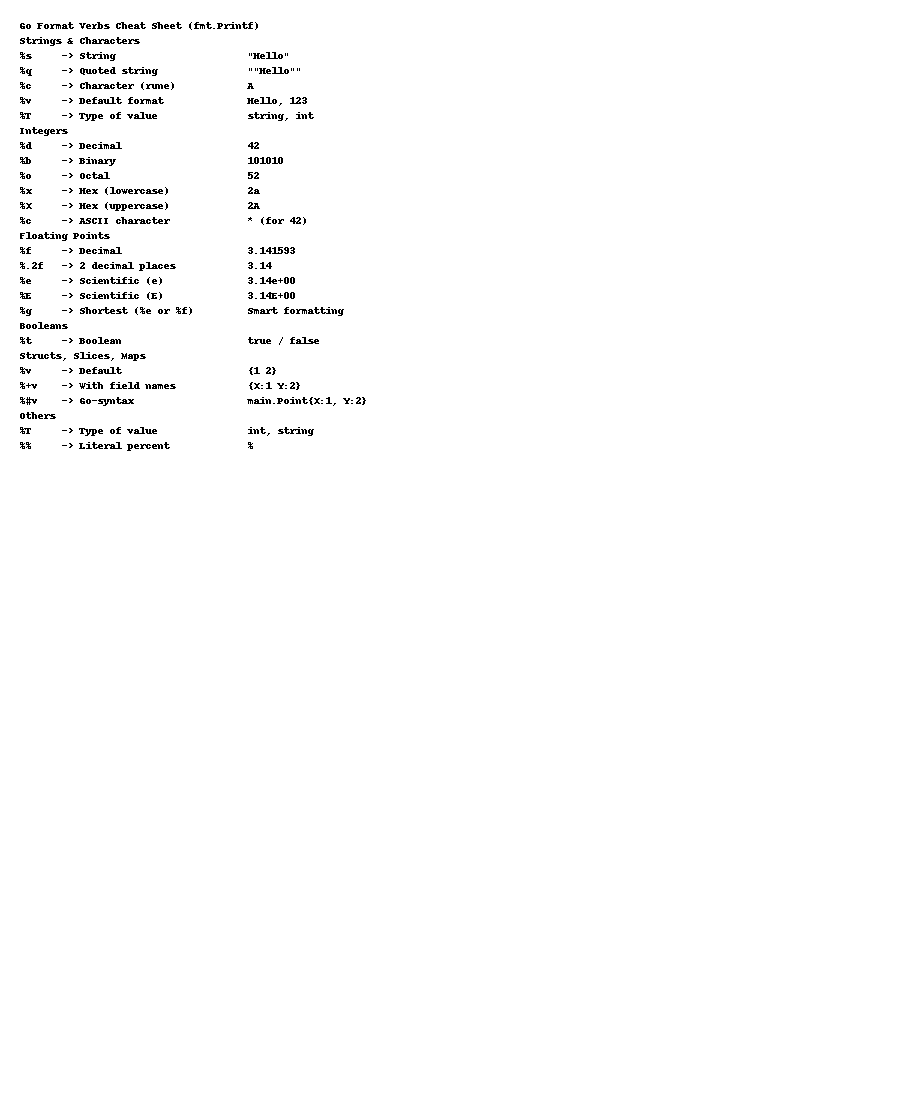 Go Format Verbs Cheat Sheet (fmt.Printf)
Strings & Characters
%s -> String "Hello"
%q -> Quoted string ""Hello""
%c -> Character (rune) A
%v -> Default format Hello, 123
%T -> Type of value string, int
Integers
%d -> Decimal 42
%b -> Binary 101010
%o -> Octal 52
%x -> Hex (lowercase) 2a
%X -> Hex (uppercase) 2A
%c -> ASCII character * (for 42)
Floating Points
%f -> Decimal 3.141593
%.2f -> 2 decimal places 3.14
%e -> Scientific (e) 3.14e+00
%E -> Scientific (E) 3.14E+00
%g -> Shortest (%e or %f) Smart formatting
Booleans
%t -> Boolean true / false
Structs, Slices, Maps
%v -> Default {1 2}
%+v -> With field names {X:1 Y:2}
%#v -> Go-syntax main.Point{X:1, Y:2}
Others
%T -> Type of value int, string
%% -> Literal percent %